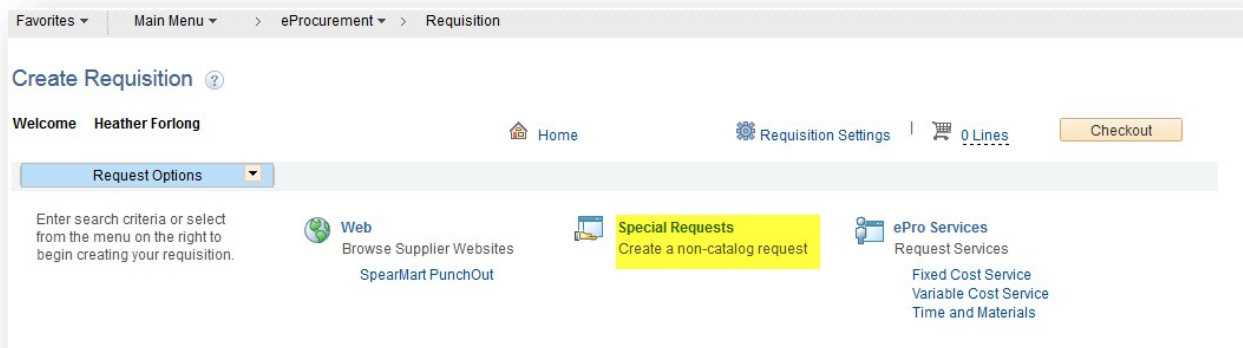 Favorites Main Menu > eProcurement > Requisition
Create Requisition ?
Welcome Heather Forlong
Home Requisition Settings | 0 Lines Checkout
Request Options
Enter search criteria or select
from the menu on the right to
begin creating your requisition.
Web
Browse Supplier Websites
SpearMart PunchOut
Special Requests
Create a non-catalog request
ePro Services
Request Services
Fixed Cost Service
Variable Cost Service
Time and Materials